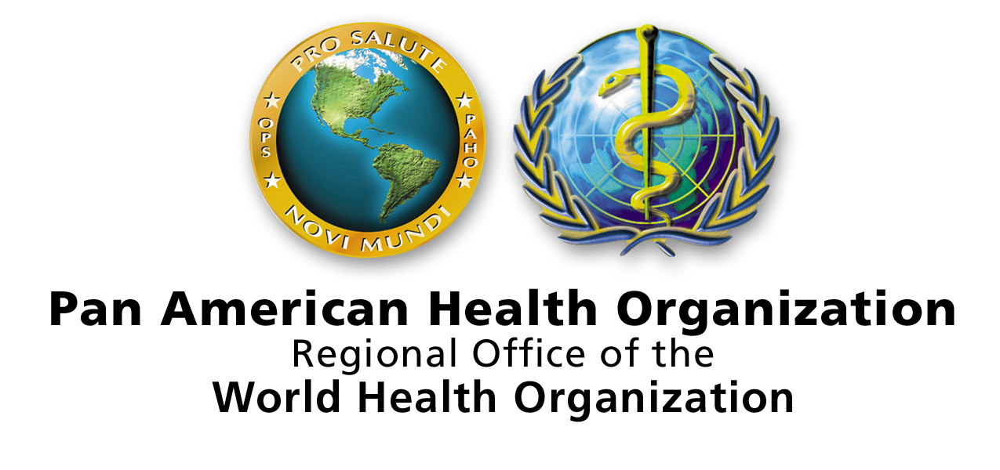 PRO SALUTE
OPS
PAHO
NOVI MUNDI
Pan American Health Organization
Regional Office of the
World Health Organization